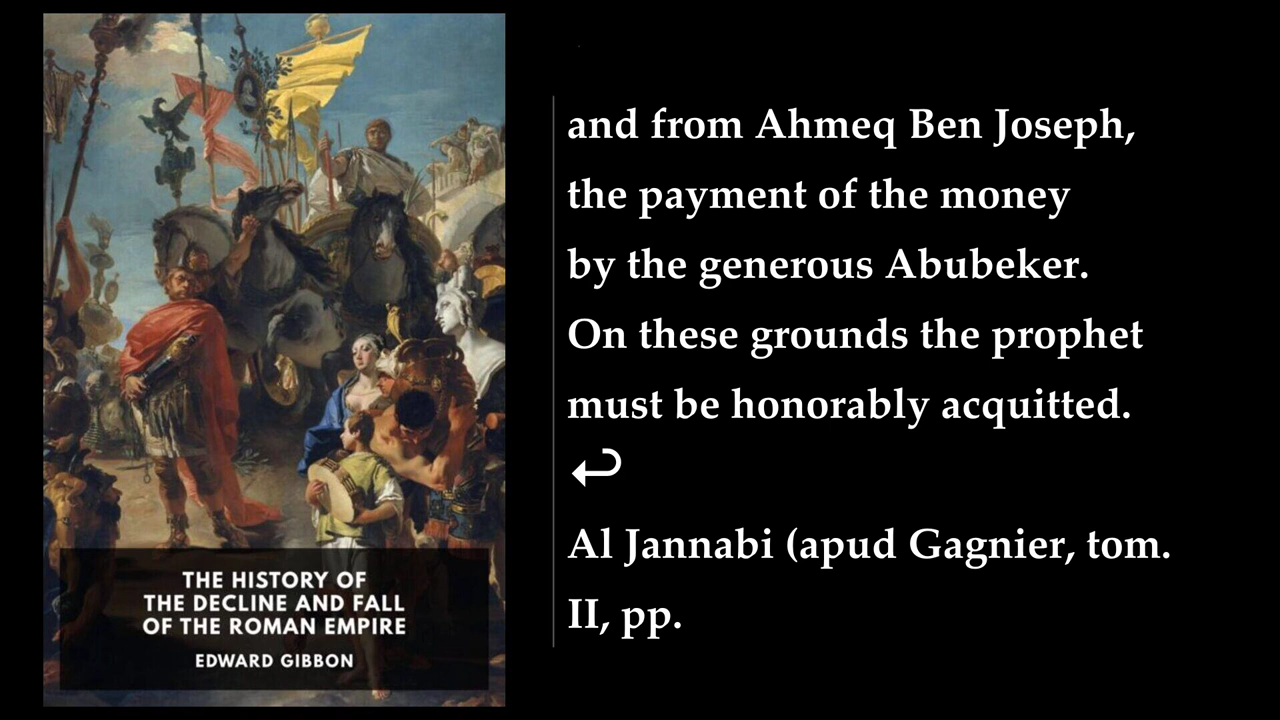 THE HISTORY OF
THE DECLINE AND FALL
OF THE ROMAN EMPIRE
EDWARD GIBBON
and from Ahmeq Ben Joseph,
the payment of the money
by the generous Abubeker.
On these grounds the prophet
must be honorably acquitted.
↩
Al Jannabi (apud Gagnier, tom.
II, pp.